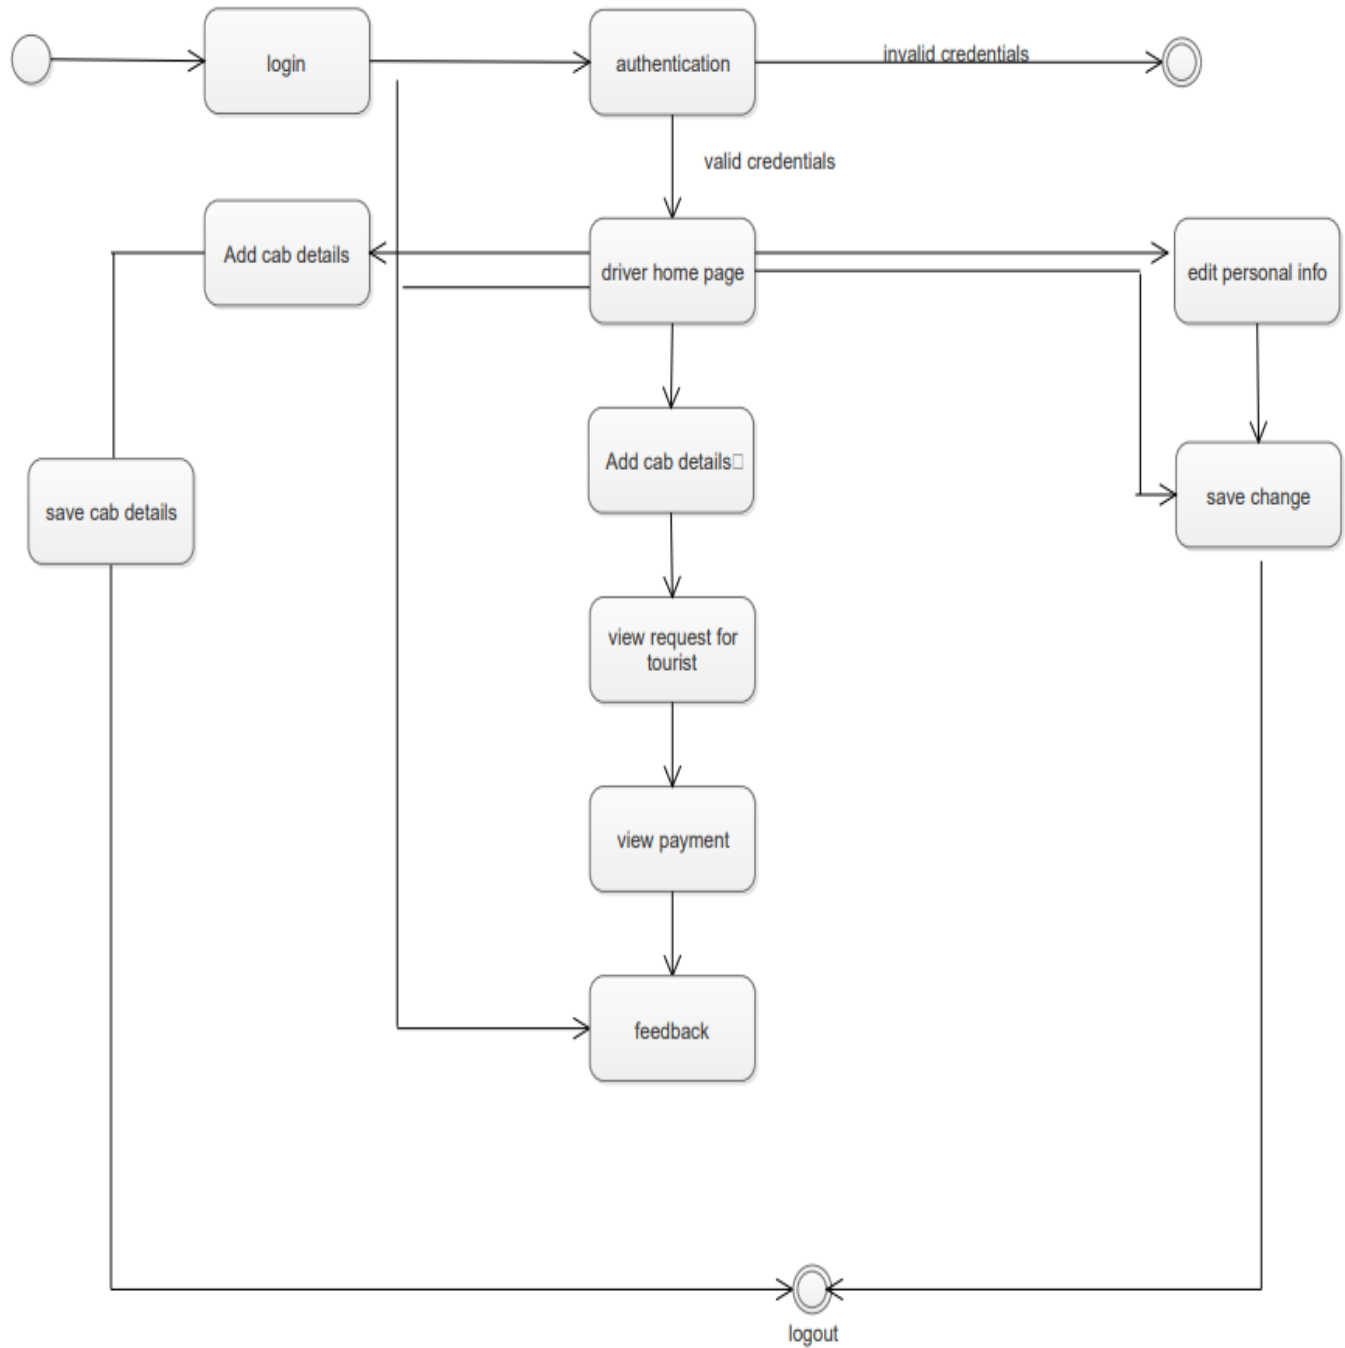 login
authentication
invalid credentials
valid credentials
Add cab details
driver home page
edit personal info
Add cab details□
save cab details
save change
view request for
tourist
view payment
feedback
logout